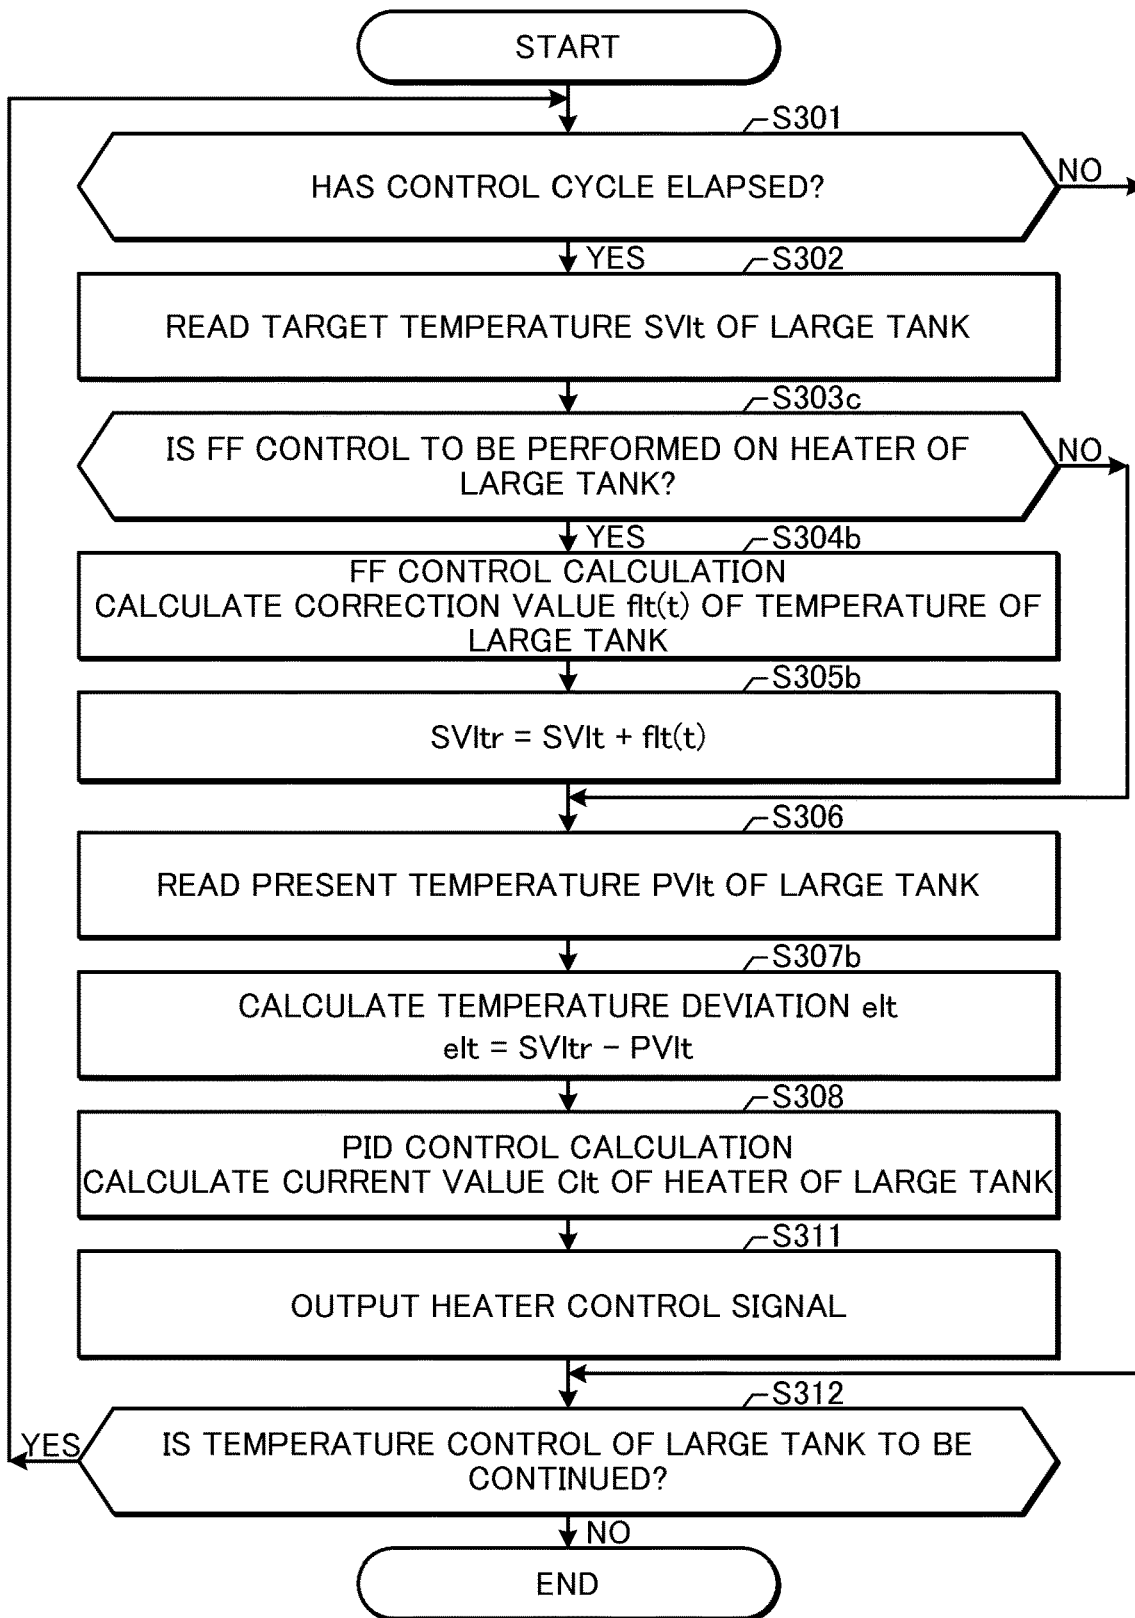 START
S301
HAS CONTROL CYCLE ELAPSED?
NO
YES
S302
READ TARGET TEMPERATURE SVlt OF LARGE TANK
S303c
IS FF CONTROL TO BE PERFORMED ON HEATER OF
LARGE TANK?
NO
YES
S304b
FF CONTROL CALCULATION
CALCULATE CORRECTION VALUE flt(t) OF TEMPERATURE OF
LARGE TANK
S305b
SVltr = SVlt + flt(t)
S306
READ PRESENT TEMPERATURE PVlt OF LARGE TANK
S307b
CALCULATE TEMPERATURE DEVIATION elt
elt = SVltr − PVlt
S308
PID CONTROL CALCULATION
CALCULATE CURRENT VALUE Clt OF HEATER OF LARGE TANK
S311
OUTPUT HEATER CONTROL SIGNAL
S312
YES
IS TEMPERATURE CONTROL OF LARGE TANK TO BE
CONTINUED?
NO
END